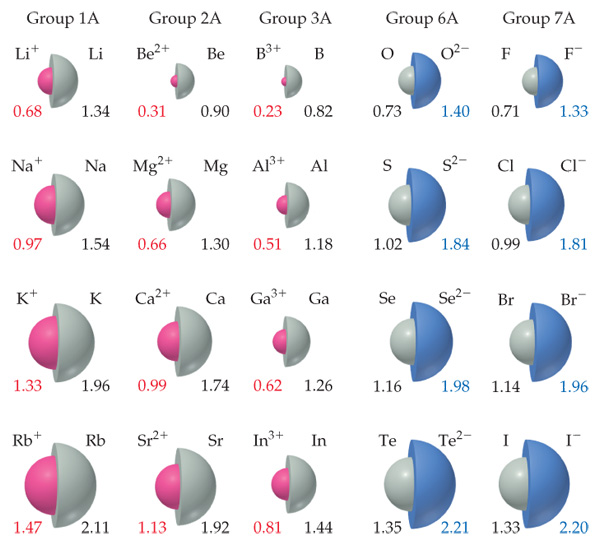 Group 1A Group 2A Group 3A Group 6A Group 7A
Li⁺ Li Be²⁺ Be B³⁺ B O O²⁻ F F⁻
0.68 1.34 0.31 0.90 0.23 0.82 0.73 1.40 0.71 1.33
Na⁺ Na Mg²⁺ Mg Al³⁺ Al S S²⁻ Cl Cl⁻
0.97 1.54 0.66 1.30 0.51 1.18 1.02 1.84 0.99 1.81
K⁺ K Ca²⁺ Ca Ga³⁺ Ga Se Se²⁻ Br Br⁻
1.33 1.96 0.99 1.74 0.62 1.26 1.16 1.98 1.14 1.96
Rb⁺ Rb Sr²⁺ Sr In³⁺ In Te Te²⁻ I I⁻
1.47 2.11 1.13 1.92 0.81 1.44 1.35 2.21 1.33 2.20